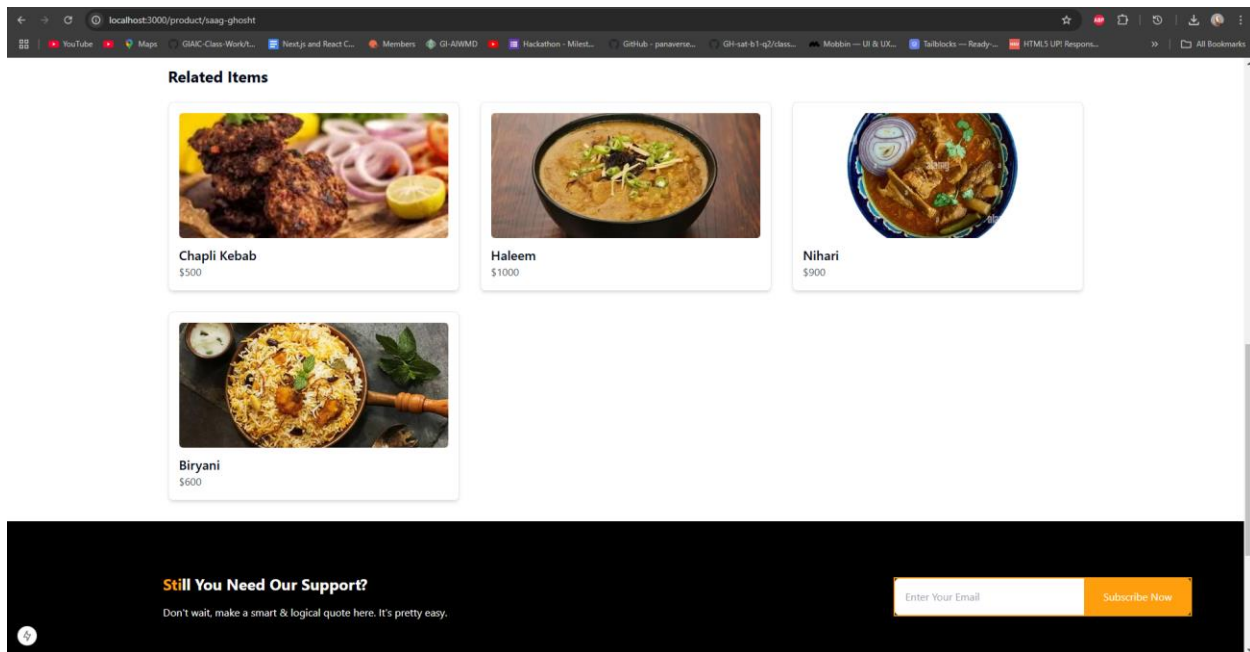 localhost:3000/product/saag-ghosht
YouTube Maps GIAIC-Class-Work/t... Next.js and React C... Members GI-AIWMD Hackathon - Milest... GitHub - panaverse... GH-sat-b1-q2/class... Mobbin — UI & UX... Tailblocks — Ready-... HTML5 UP! Respons... » All Bookmarks
Related Items
Chapli Kebab
$500
Haleem
$1000
Nihari
$900
Biryani
$600
Still You Need Our Support?
Don't wait, make a smart & logical quote here. It's pretty easy.
Enter Your Email
Subscribe Now